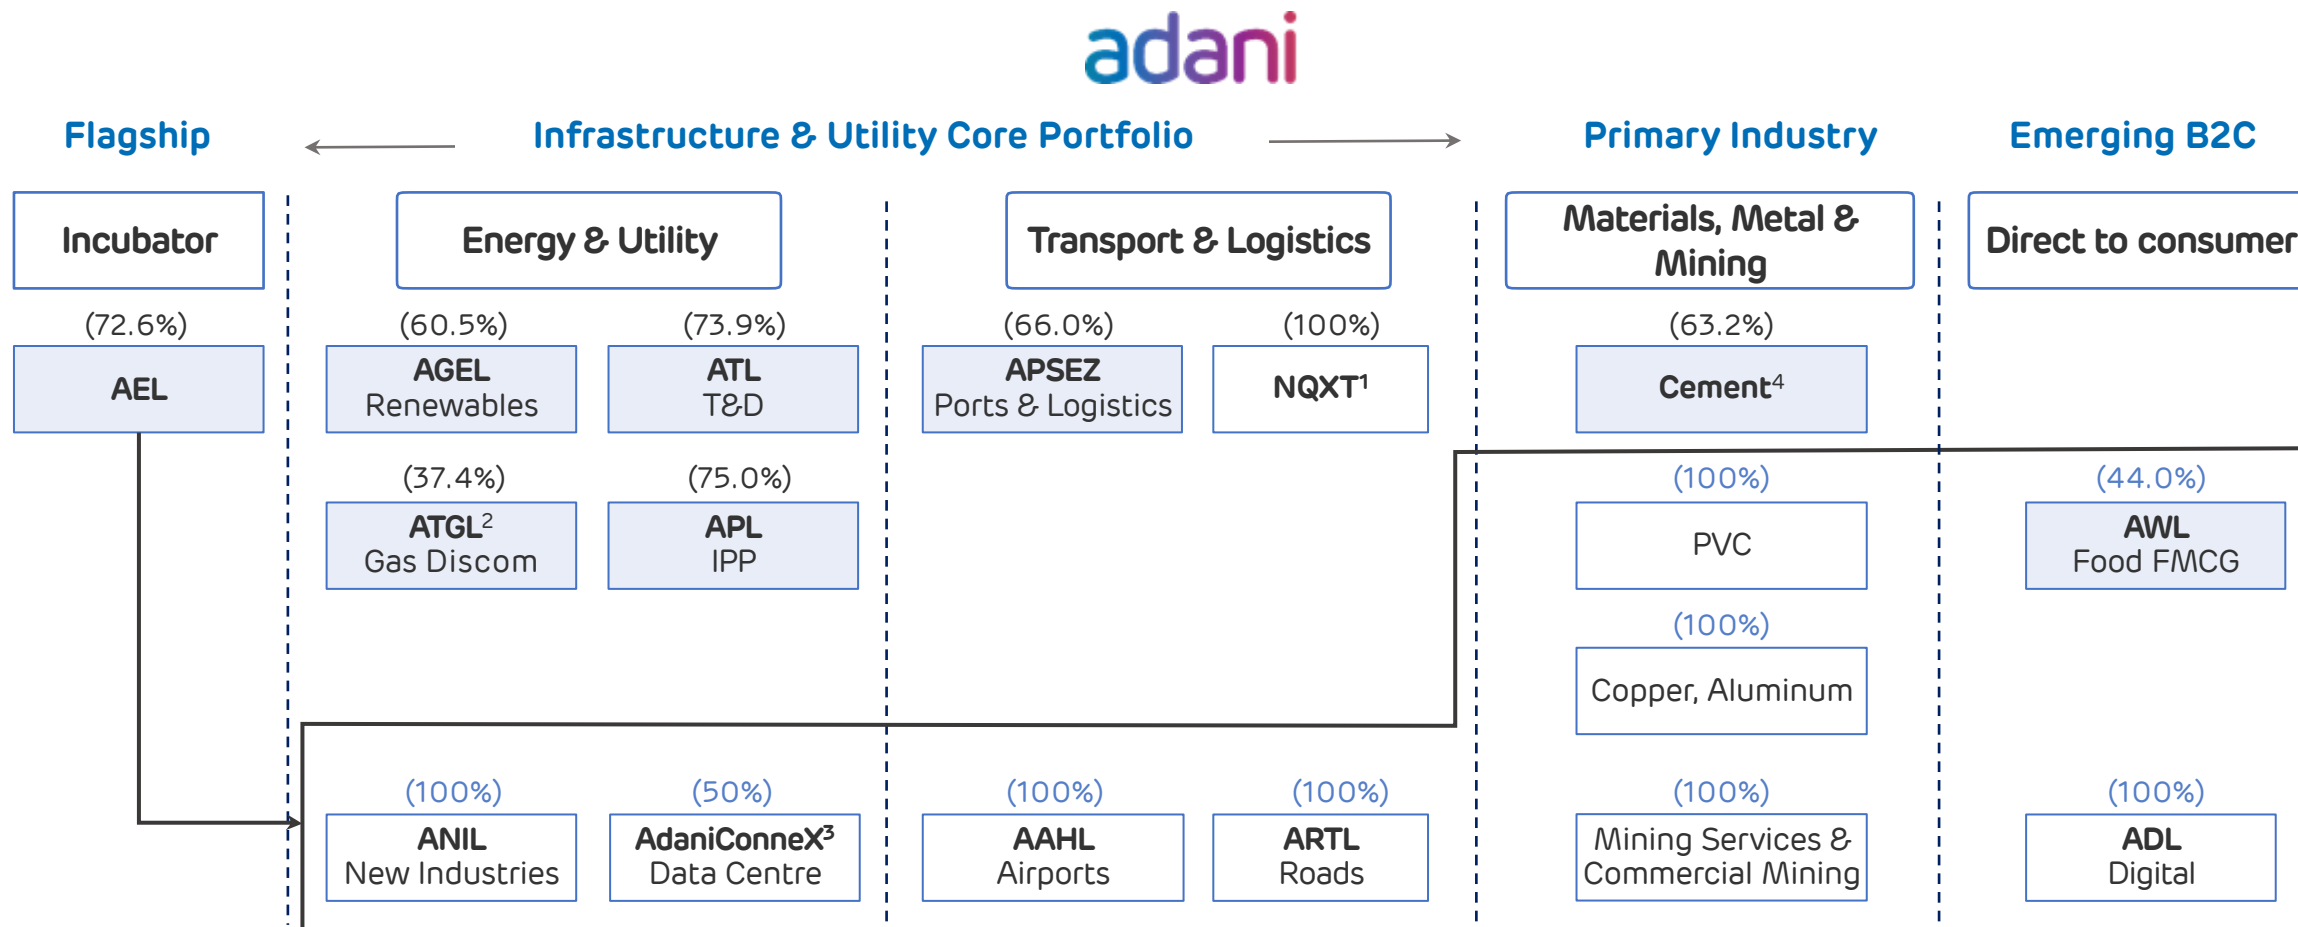 adani
Flagship
Infrastructure & Utility Core Portfolio
Primary Industry
Emerging B2C
Incubator
Energy & Utility
Transport & Logistics
Materials, Metal &
Mining
Direct to consumer
(72.6%)
(60.5%)
(73.9%)
(66.0%)
(100%)
(63.2%)
AEL
AGEL
Renewables
ATL
T&D
APSEZ
Ports & Logistics
NQXT¹
Cement⁴
(37.4%)
(75.0%)
(100%)
(44.0%)
ATGL²
Gas Discom
APL
IPP
PVC
AWL
Food FMCG
(100%)
Copper, Aluminum
(100%)
(50%)
(100%)
(100%)
(100%)
(100%)
ANIL
New Industries
AdaniConneX³
Data Centre
AAHL
Airports
ARTL
Roads
Mining Services &
Commercial Mining
ADL
Digital